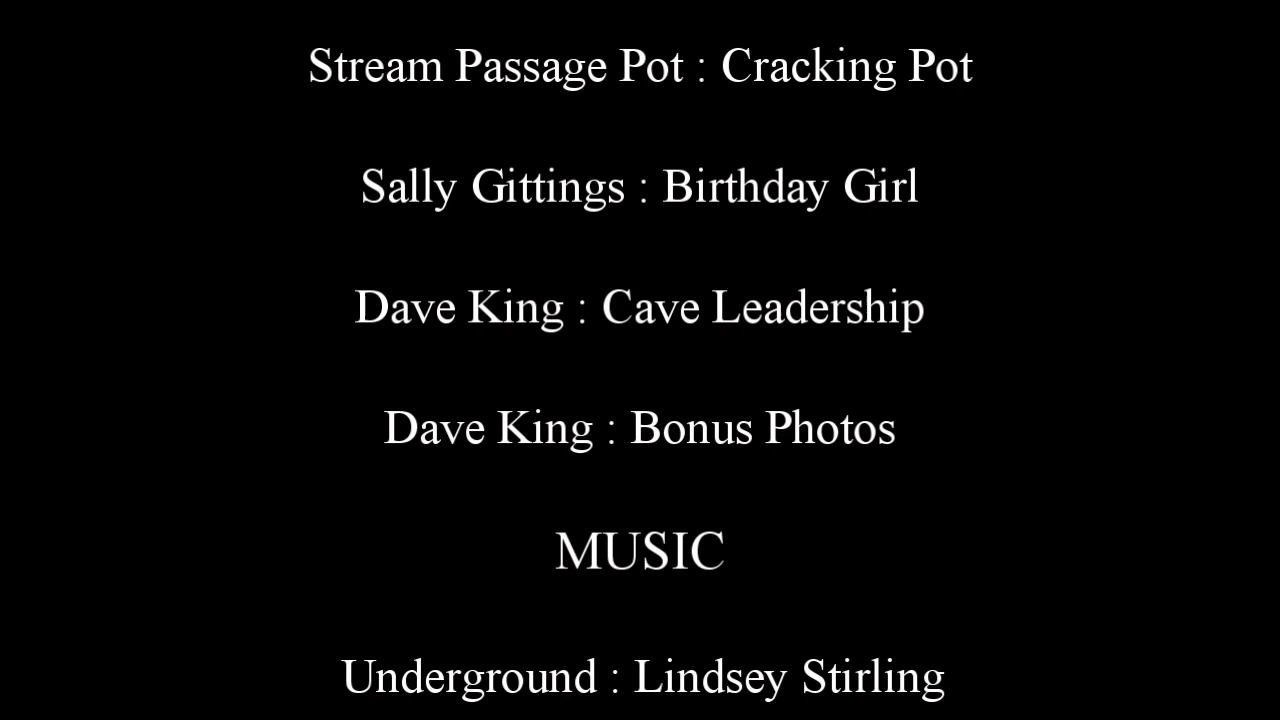 Stream Passage Pot : Cracking Pot
Sally Gittings : Birthday Girl
Dave King : Cave Leadership
Dave King : Bonus Photos
MUSIC
Underground : Lindsey Stirling